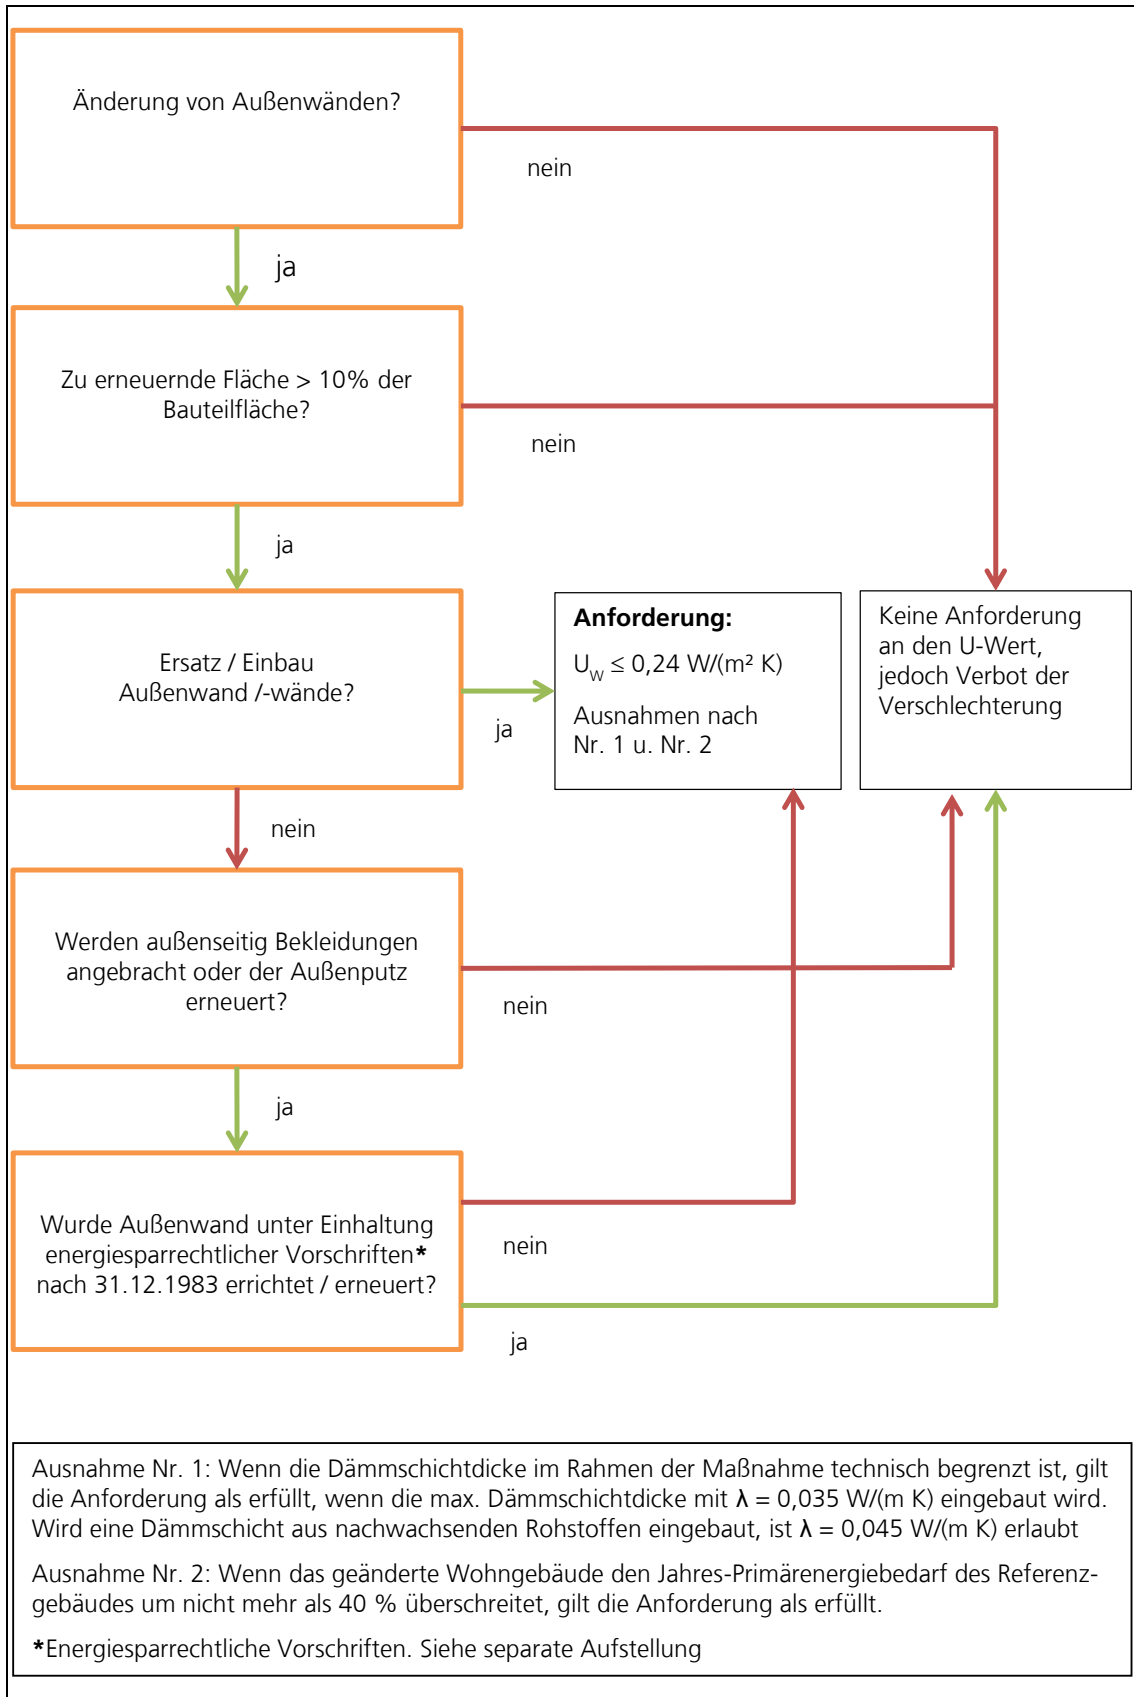 Änderung von Außenwänden?
nein
ja
Zu erneuernde Fläche > 10% der
Bauteilfläche?
nein
ja
Ersatz / Einbau
Außenwand /-wände?
ja
Anforderung:
U_W ≤ 0,24 W/(m² K)
Ausnahmen nach
Nr. 1 u. Nr. 2
Keine Anforderung
an den U-Wert,
jedoch Verbot der
Verschlechterung
nein
Werden außenseitig Bekleidungen
angebracht oder der Außenputz
erneuert?
nein
ja
Wurde Außenwand unter Einhaltung
energiesparrechtlicher Vorschriften*
nach 31.12.1983 errichtet / erneuert?
nein
ja
Ausnahme Nr. 1: Wenn die Dämmschichtdicke im Rahmen der Maßnahme technisch begrenzt ist, gilt
die Anforderung als erfüllt, wenn die max. Dämmschichtdicke mit λ = 0,035 W/(m K) eingebaut wird.
Wird eine Dämmschicht aus nachwachsenden Rohstoffen eingebaut, ist λ = 0,045 W/(m K) erlaubt
Ausnahme Nr. 2: Wenn das geänderte Wohngebäude den Jahres-Primärenergiebedarf des Referenz-
gebäudes um nicht mehr als 40 % überschreitet, gilt die Anforderung als erfüllt.
*Energiesparrechtliche Vorschriften. Siehe separate Aufstellung